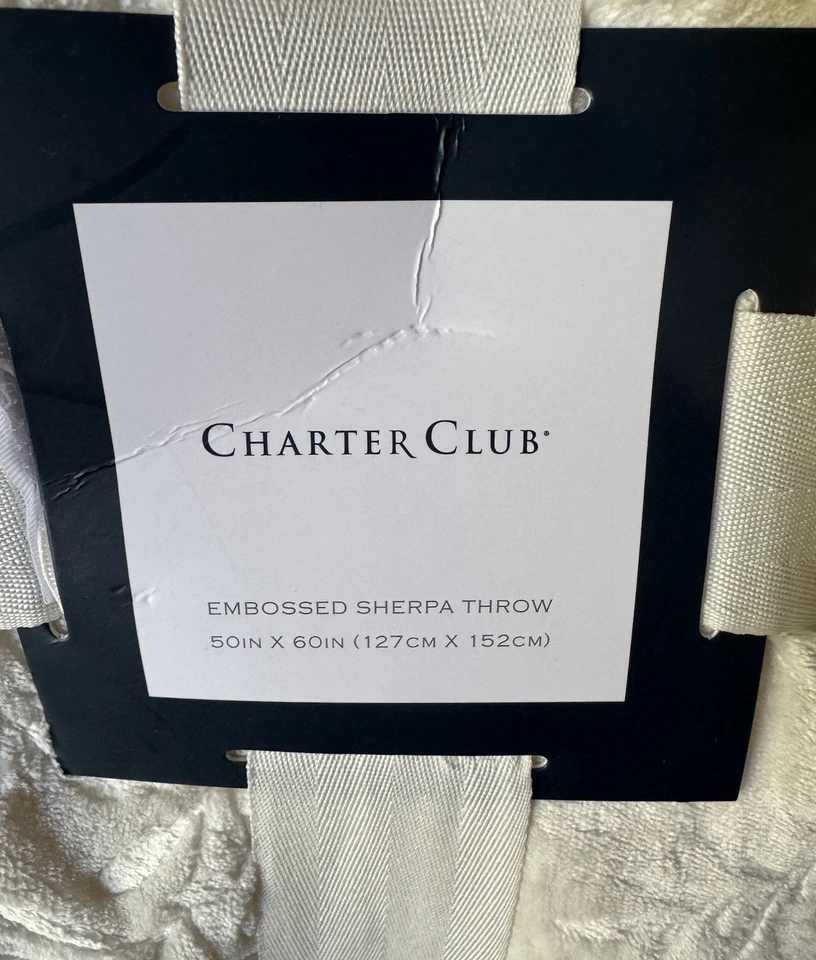 CHARTER CLUB®
EMBOSSED SHERPA THROW
50IN X 60IN (127CM X 152CM)